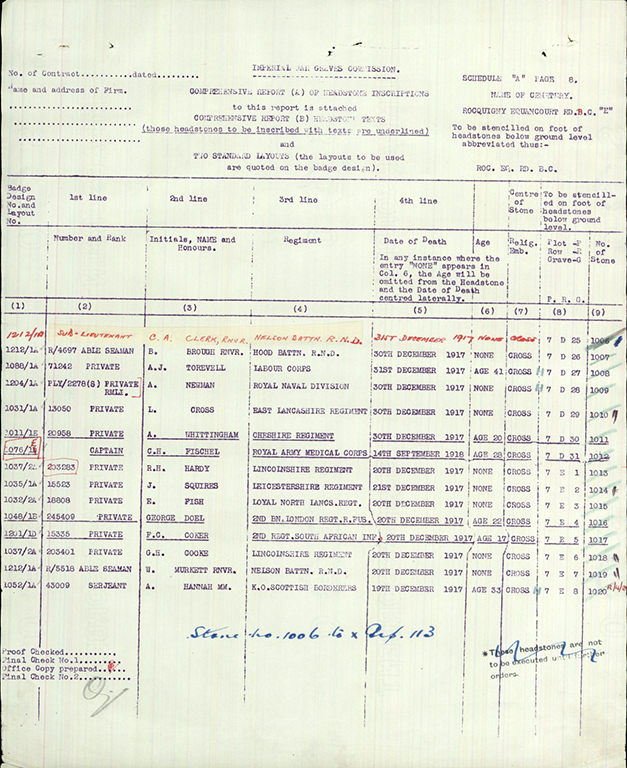 IMPERIAL WAR GRAVES COMMISSION.
No. of Contract...........dated.........
SCHEDULE "A" PAGE 8.
Name and address of Firm.
COMPREHENSIVE REPORT (A) OF HEADSTONE INSCRIPTIONS
NAME OF CEMETERY.
to this report is attached
ROCQUIGNY EQUANCOURT RD.B.C. "E"
COMPREHENSIVE REPORT (B) HEADSTONE TEXTS
(those headstones to be inscribed with texts are underlined)
To be stencilled on foot of
headstones below ground level
abbreviated thus:-
and
TWO STANDARD LAYOUTS (the layouts to be used
are quoted on the badge design).
ROC. EQ. RD. B.C.
Badge Design No.and Layout No.
1st line
2nd line
3rd line
4th line
Centre of Stone
To be stencilled on foot of headstones below ground level.
Number and Rank
Initials, NAME and Honours.
Regiment
Date of Death
Age
Relig. Emb.
Plot -P Row -R Grave-G
No. of Stone
In any instance where the
entry "NONE" appears in
Col. 6, the Age will be
omitted from the Headstone
and the Date of Death
centred laterally.
P. R. G.
(1) (2) (3) (4) (5) (6) (7) (8) (9)
1212/1B SUB-LIEUTENANT C. A. CLERK, RNVR. NELSON BATTN. R.N.D. 31ST DECEMBER 1917 NONE CROSS 7 D 25 1006
1212/1A R/4697 ABLE SEAMAN B. BROUGH RNVR. HOOD BATTN. R.N.D. 30TH DECEMBER 1917 NONE CROSS 7 D 26 1007
1088/1A 71242 PRIVATE A.J. TOREVELL LABOUR CORPS 31ST DECEMBER 1917 AGE 41 CROSS 7 D 27 1008
1204/1A PLY/2278(S) PRIVATE RMLI. A. NEWMAN ROYAL NAVAL DIVISION 30TH DECEMBER 1917 NONE CROSS 7 D 28 1009
1031/1A 13050 PRIVATE L. CROSS EAST LANCASHIRE REGIMENT 30TH DECEMBER 1917 NONE CROSS 7 D 29 1010
1011/1E 20958 PRIVATE A. WHITTINGHAM CHESHIRE REGIMENT 30TH DECEMBER 1917 AGE 20 CROSS 7 D 30 1011
1076/1E CAPTAIN C.H. FISCHEL ROYAL ARMY MEDICAL CORPS 14TH SEPTEMBER 1918 AGE 28 CROSS 7 D 31 1012
1037/2A 203283 PRIVATE R.H. HARDY LINCOLNSHIRE REGIMENT 20TH DECEMBER 1917 NONE CROSS 7 E 1 1013
1035/1A 15523 PRIVATE J. SQUIRES LEICESTERSHIRE REGIMENT 21ST DECEMBER 1917 NONE CROSS 7 E 2 1014
1032/2A 18808 PRIVATE E. FISH LOYAL NORTH LANCS.REGT. 20TH DECEMBER 1917 NONE CROSS 7 E 3 1015
1048/1B 245409 PRIVATE GEORGE DOEL 2ND BN.LONDON REGT.R.FUS. 20TH DECEMBER 1917 AGE 22 CROSS 7 E 4 1016
1201/1D 15335 PRIVATE F.C. COKER 2ND REGT.SOUTH AFRICAN INF. 20TH DECEMBER 1917 AGE 17 CROSS 7 E 5 1017
1037/2A 203401 PRIVATE G.H. COOKE LINCOLNSHIRE REGIMENT 20TH DECEMBER 1917 NONE CROSS 7 E 6 1018
1212/1A R/5518 ABLE SEAMAN W. MURKETT RNVR. NELSON BATTN. R.N.D. 20TH DECEMBER 1917 NONE CROSS 7 E 7 1019
1052/1A 43009 SERJEANT A. HANNAH MM. K.O.SCOTTISH BORDERERS 19TH DECEMBER 1917 AGE 33 CROSS 7 E 8 1020
Stone no. 1006 to x
113
*These headstones are not
to be executed until further
orders.
Proof Checked..........
Final Check No.1........
Office Copy prepared....
Final Check No.2........